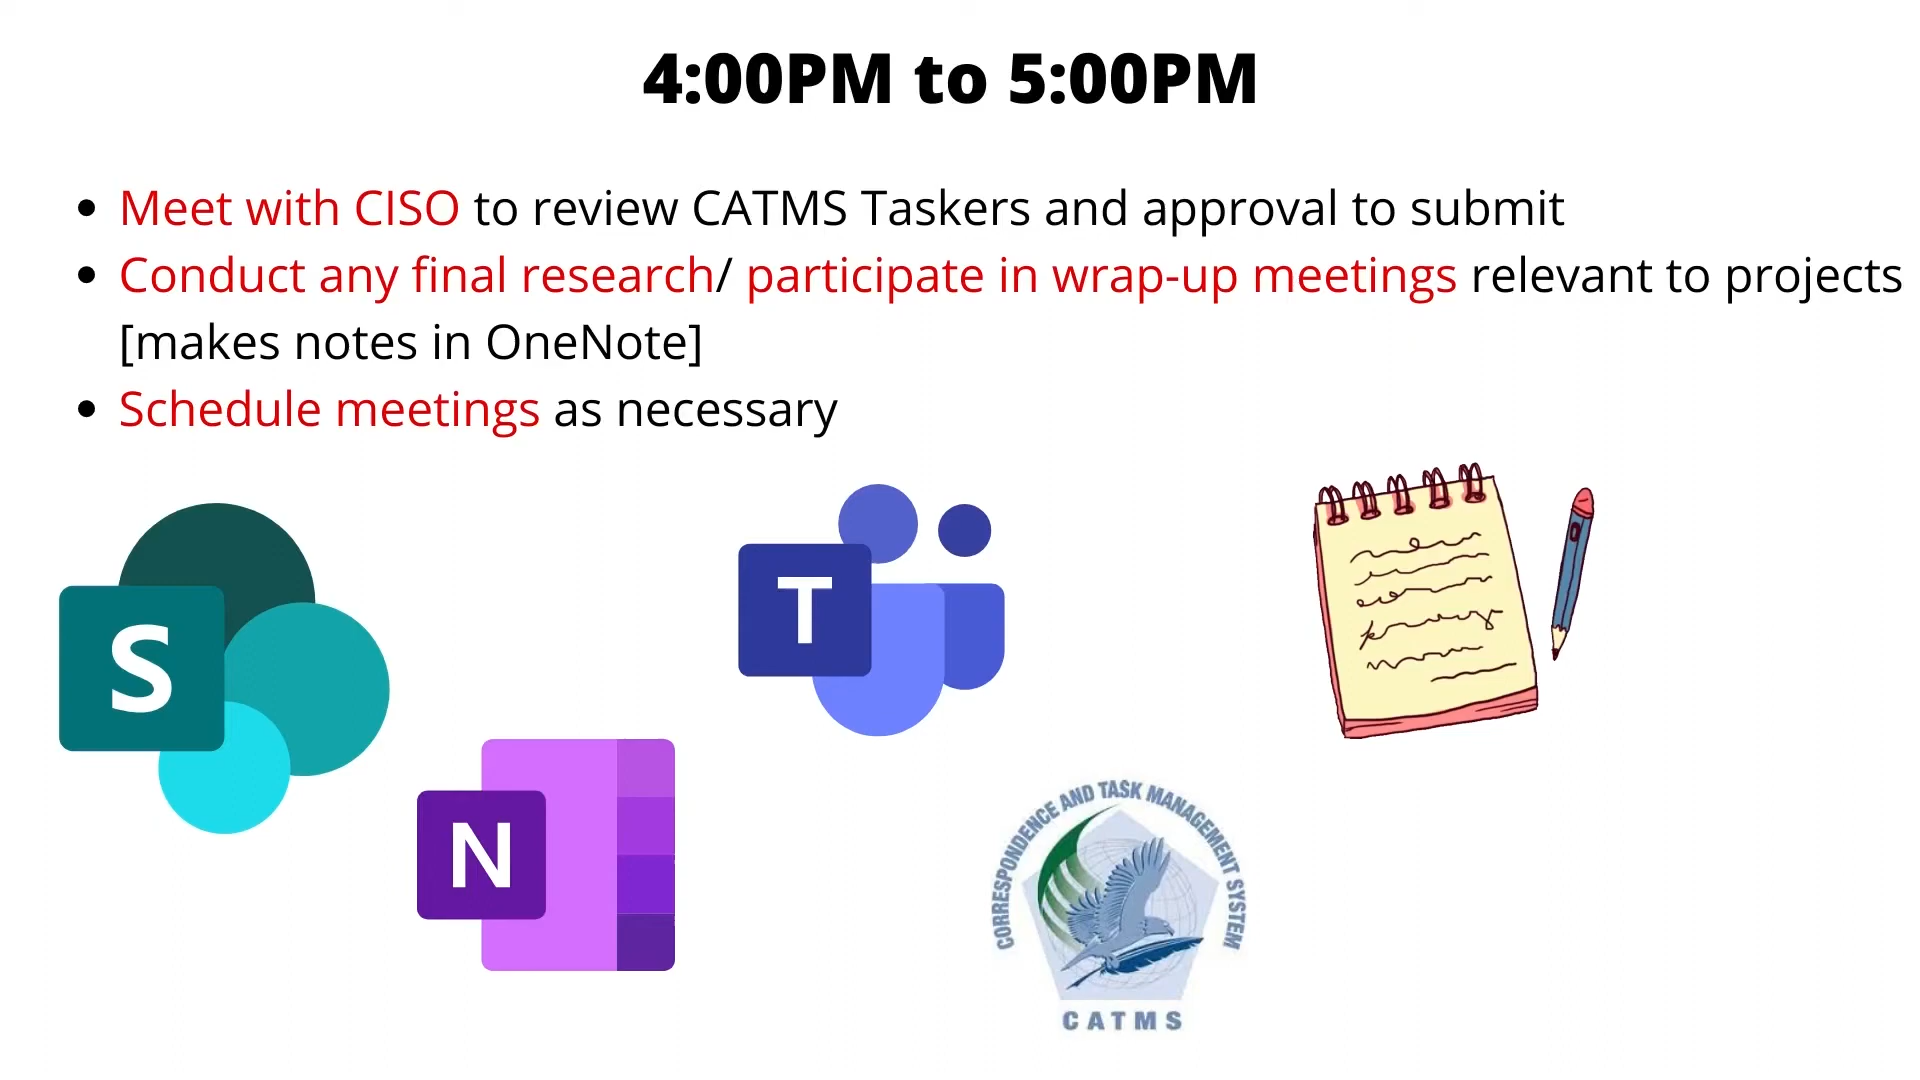 4:00PM to 5:00PM
• Meet with CISO to review CATMS Taskers and approval to submit
• Conduct any final research/ participate in wrap-up meetings relevant to projects
[makes notes in OneNote]
• Schedule meetings as necessary
S
T
N
CORRESPONDENCE AND TASK MANAGEMENT SYSTEM
CATMS